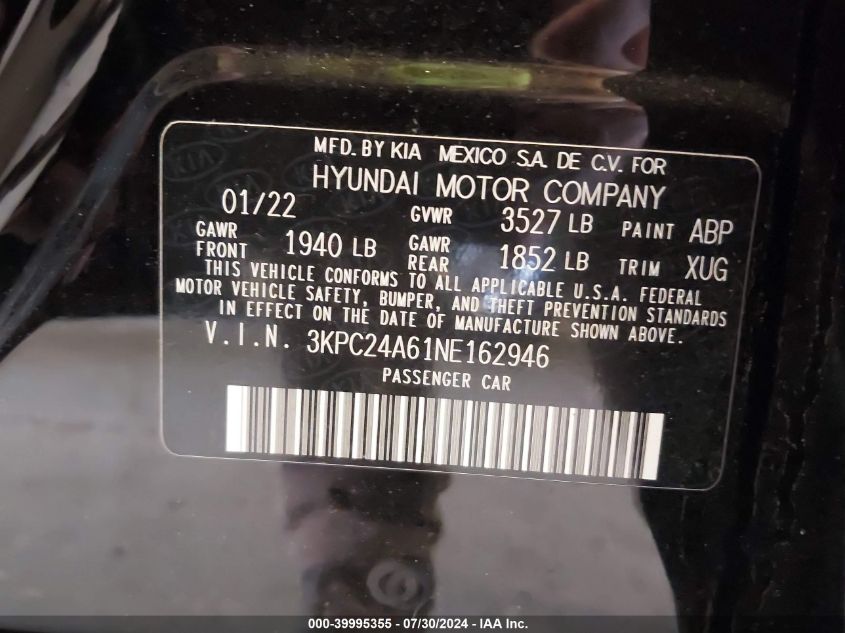 MFD. BY KIA MEXICO S.A. DE C.V. FOR
HYUNDAI MOTOR COMPANY
01/22 GVWR 3527 LB PAINT ABP
GAWR FRONT 1940 LB GAWR REAR 1852 LB TRIM XUG
THIS VEHICLE CONFORMS TO ALL APPLICABLE U.S.A. FEDERAL
MOTOR VEHICLE SAFETY, BUMPER, AND THEFT PREVENTION STANDARDS
IN EFFECT ON THE DATE OF MANUFACTURE SHOWN ABOVE.
V.I.N. 3KPC24A61NE162946
PASSENGER CAR
000-39995355 - 07/30/2024 - IAA, Inc.